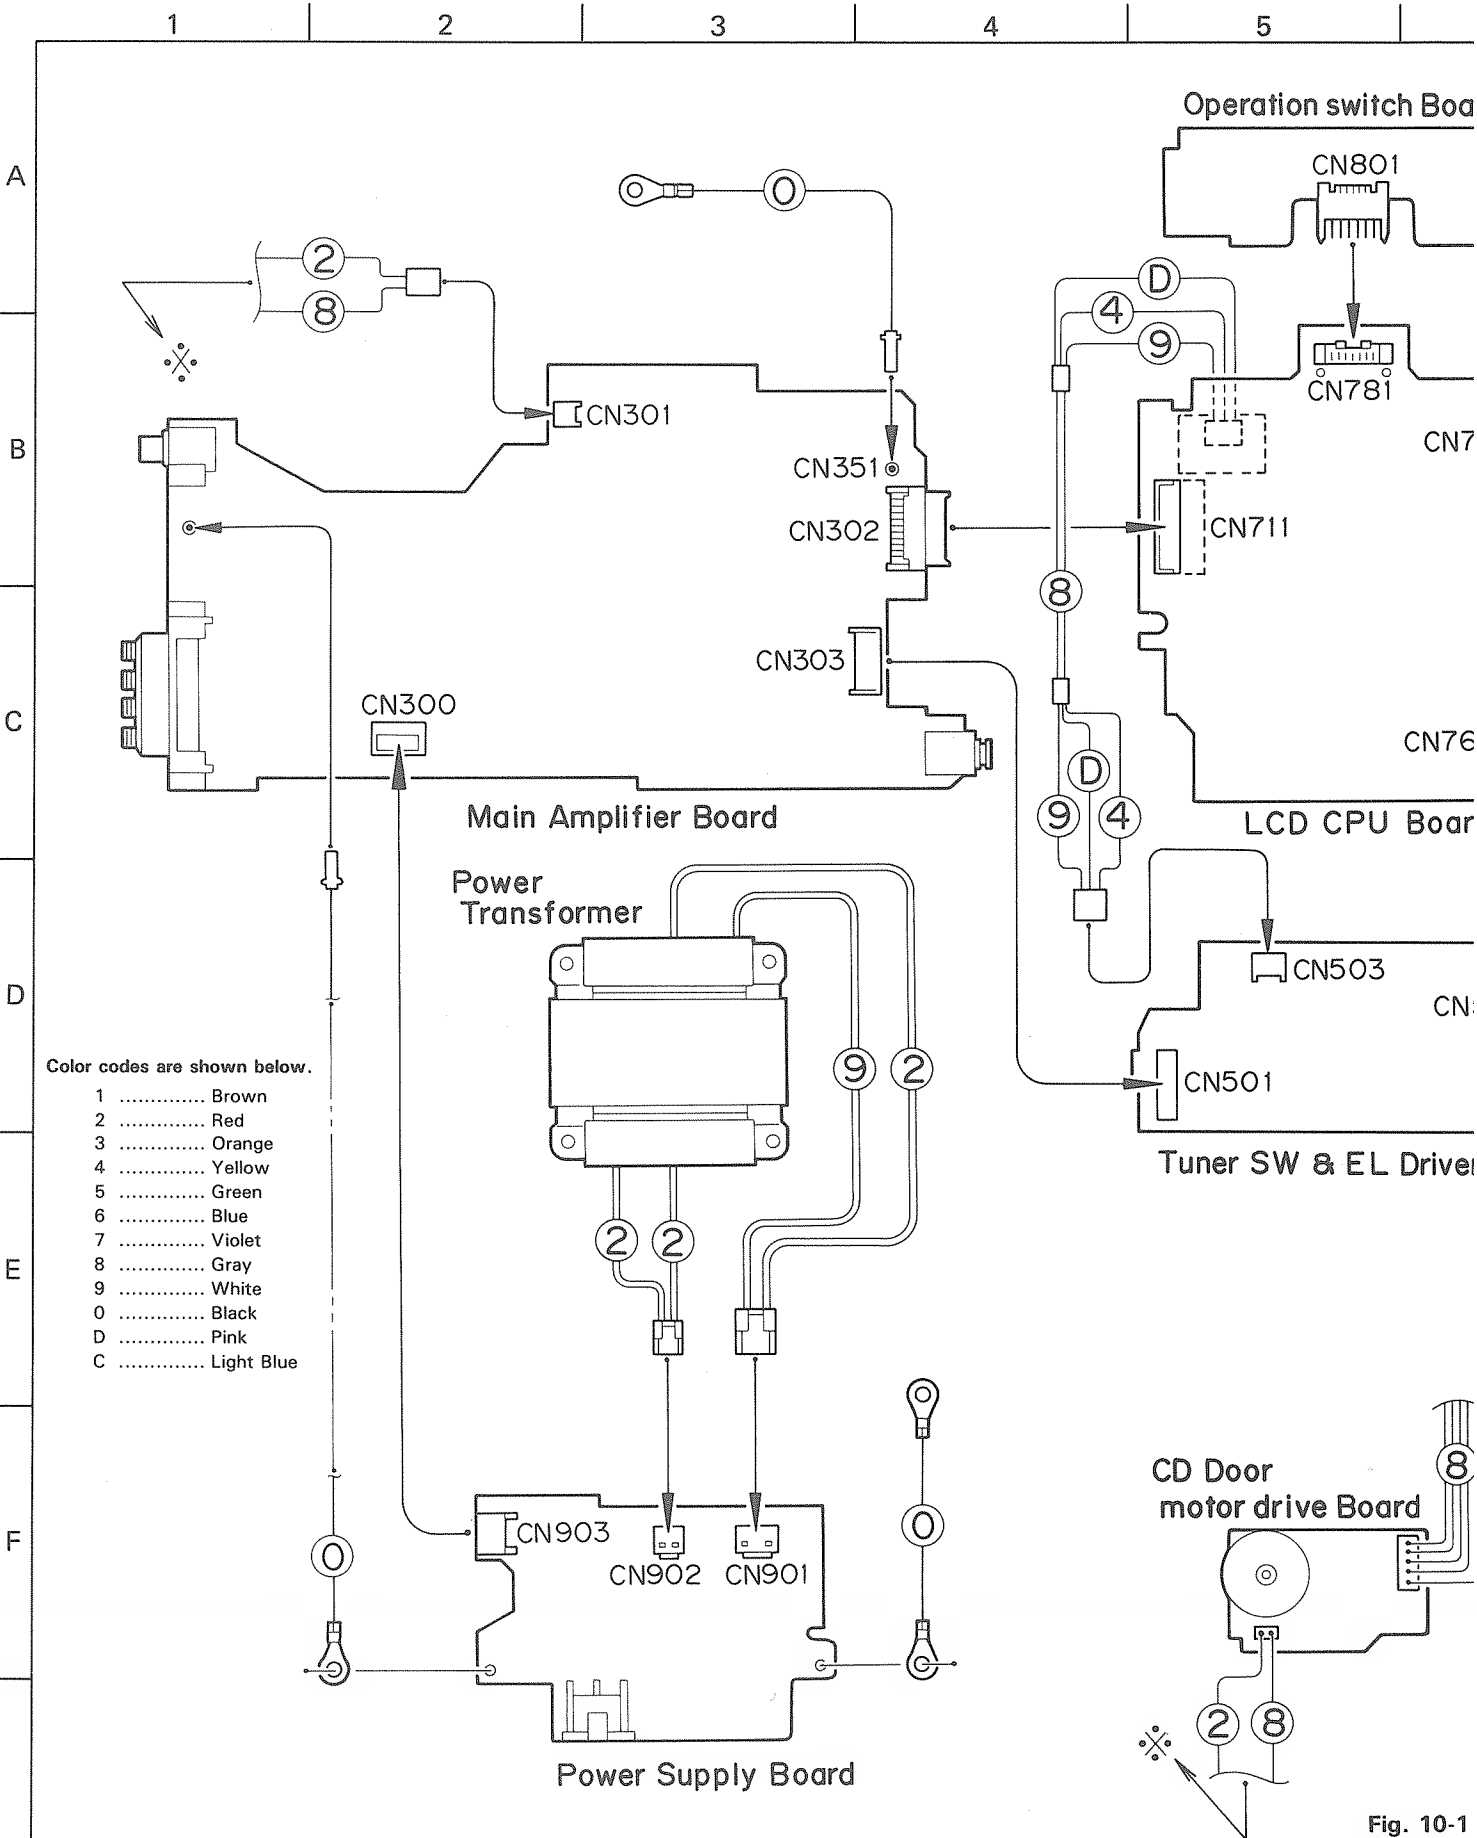 1 2 3 4 5
Operation switch Boa
A
CN801
0
2
D
8
4
9
CN781
CN301
CN7
B
CN351
CN302
CN711
8
CN303
CN300
C
CN76
D
Main Amplifier Board
9 4
LCD CPU Boar
Power
Transformer
CN503
D
CN
Color codes are shown below.
9 2
CN501
1 .............. Brown
2 .............. Red
3 .............. Orange
4 .............. Yellow
Tuner SW & EL Driver
5 .............. Green
6 .............. Blue
7 .............. Violet
2 2
8 .............. Gray
E
9 .............. White
0 .............. Black
D .............. Pink
C .............. Light Blue
CD Door
motor drive Board
8
CN903
0
F
0
CN902 CN901
2 8
Power Supply Board
Fig. 10-1